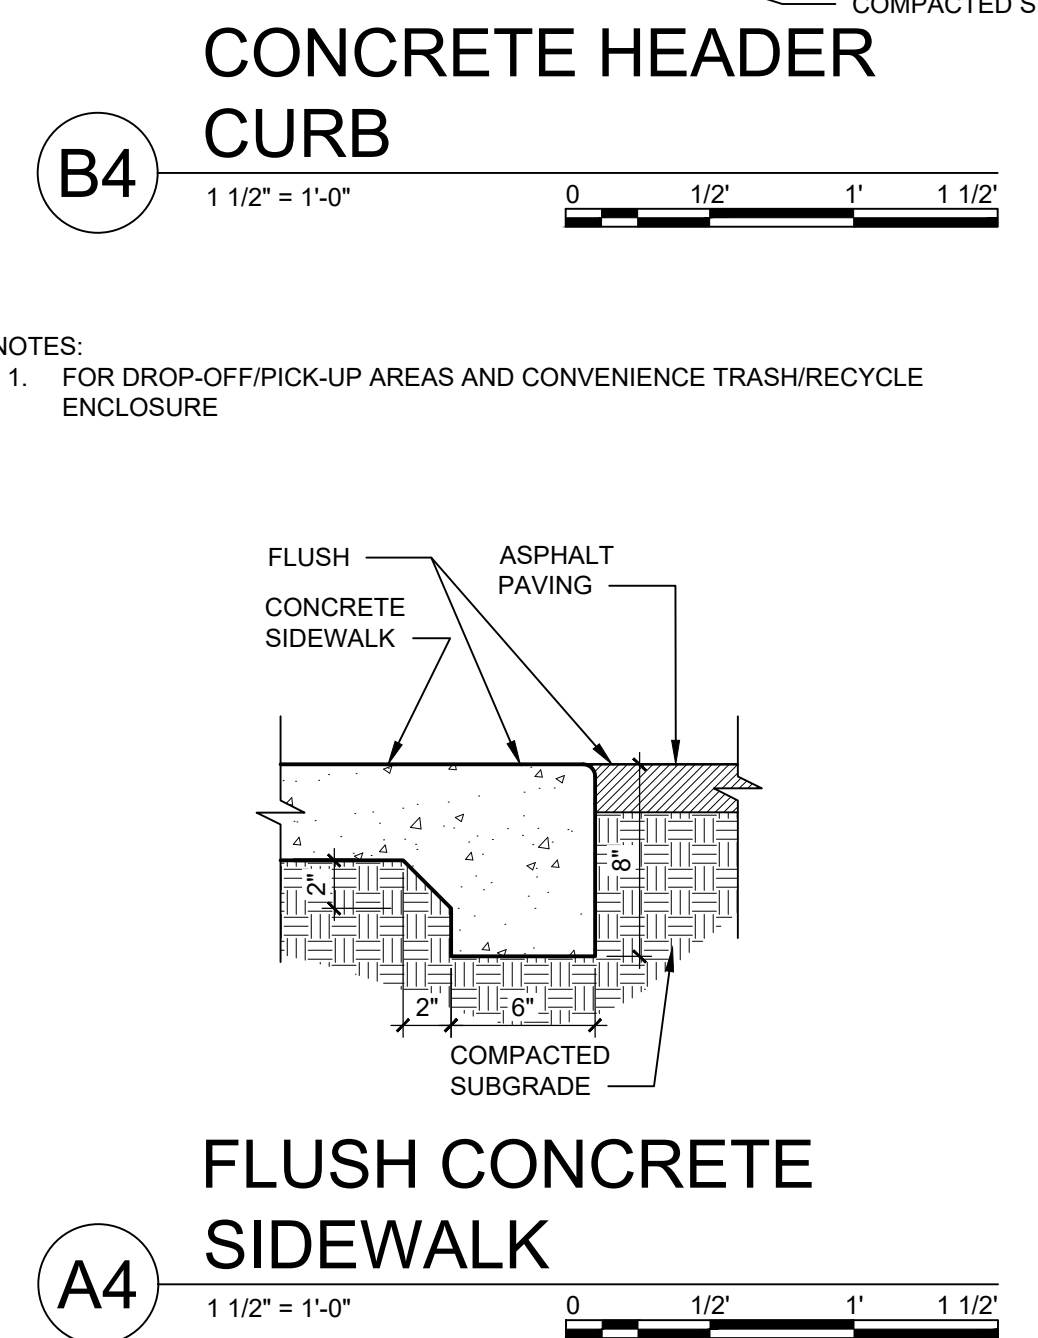 COMPACTED S
CONCRETE HEADER
CURB
B4
1 1/2" = 1'-0"
0 1/2' 1' 1 1/2'
NOTES:
1. FOR DROP-OFF/PICK-UP AREAS AND CONVENIENCE TRASH/RECYCLE
ENCLOSURE
FLUSH
ASPHALT
PAVING
CONCRETE
SIDEWALK
2"
8"
2"
6"
COMPACTED
SUBGRADE
FLUSH CONCRETE
SIDEWALK
A4
1 1/2" = 1'-0"
0 1/2' 1' 1 1/2'